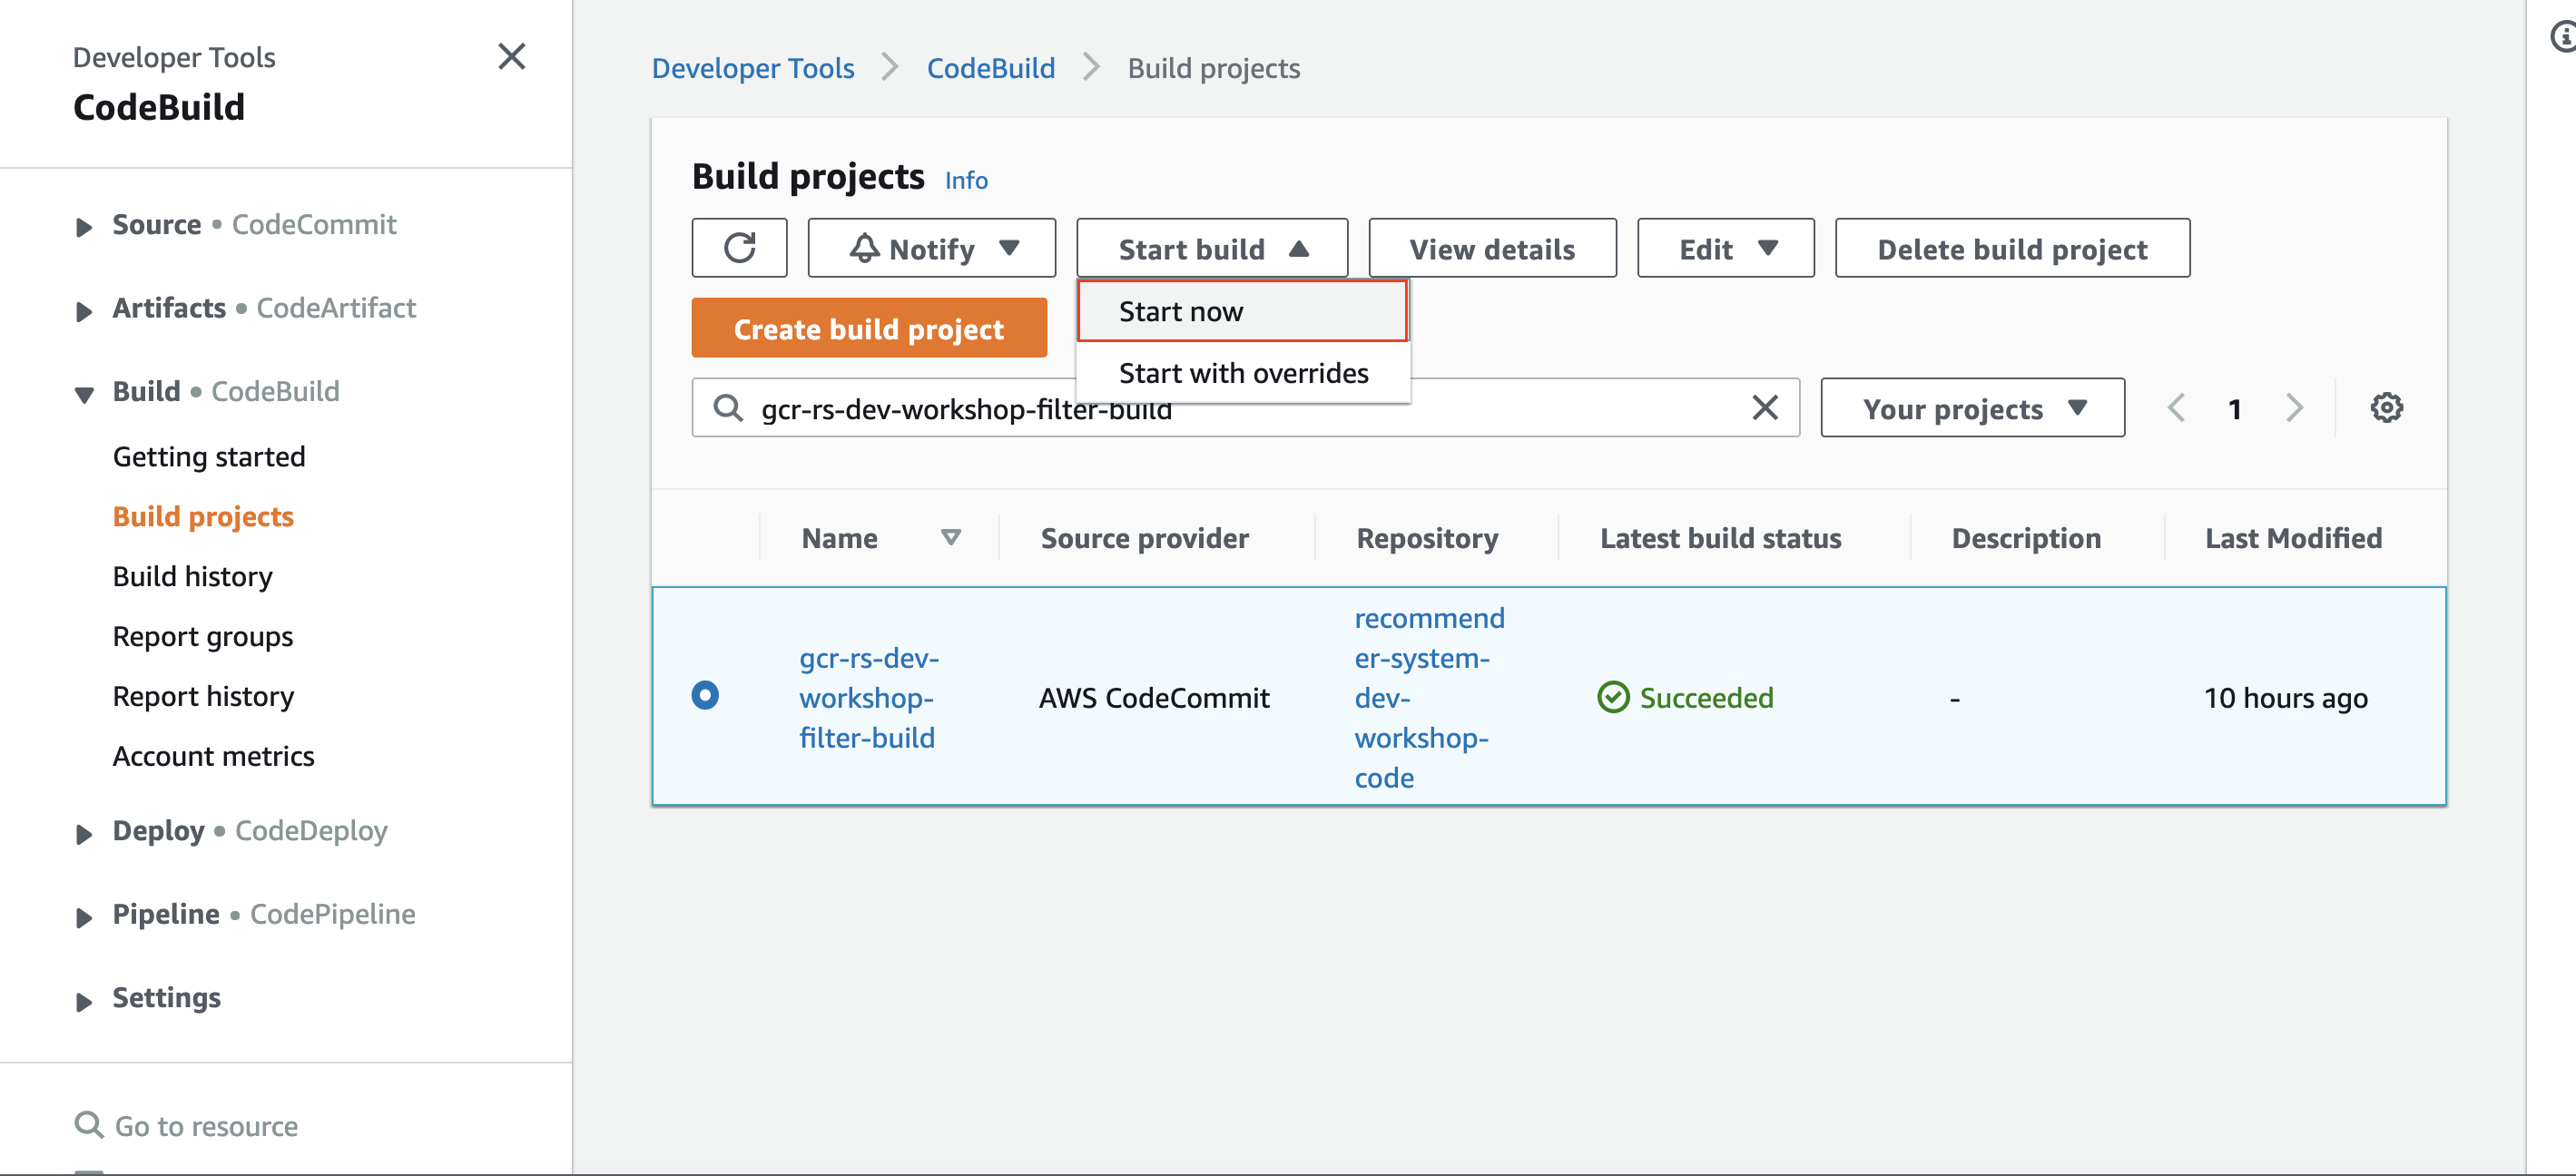 Developer Tools
CodeBuild
Source • CodeCommit
Artifacts • CodeArtifact
Build • CodeBuild
Getting started
Build projects
Build history
Report groups
Report history
Account metrics
Deploy • CodeDeploy
Pipeline • CodePipeline
Settings
Go to resource
Developer Tools > CodeBuild > Build projects
Build projects Info
Notify Start build View details Edit Delete build project
Start now
Create build project
Start with overrides
gcr-rs-dev-workshop-filter-build Your projects 1
Name Source provider Repository Latest build status Description Last Modified
gcr-rs-dev-
workshop-
filter-build
AWS CodeCommit
recommend
er-system-
dev-
workshop-
code
Succeeded
-
10 hours ago